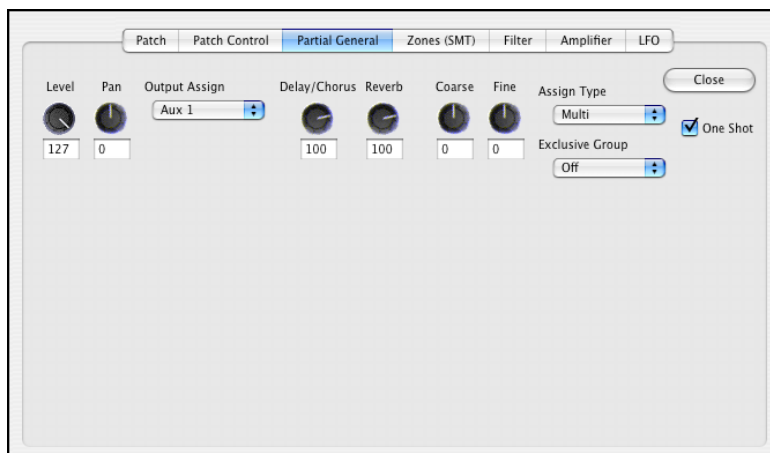 Patch Patch Control Partial General Zones (SMT) Filter Amplifier LFO
Close
Level Pan Output Assign Delay/Chorus Reverb Coarse Fine Assign Type
Aux 1 Multi
One Shot
127 0 100 100 0 0 Exclusive Group
Off